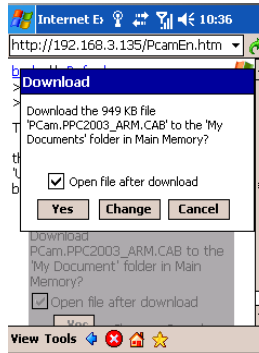 Internet E 10:36
http://192.168.3.135/PcamEn.htm
Download
Download the 949 KB file
'PCam.PPC2003_ARM.CAB' to the 'My
Documents' folder in Main Memory?
Open file after download
Yes Change Cancel
Download
PCam.PPC2003_ARM.CAB to the
'My Document' folder in Main
Memory?
Open file after download
Yes
View Tools